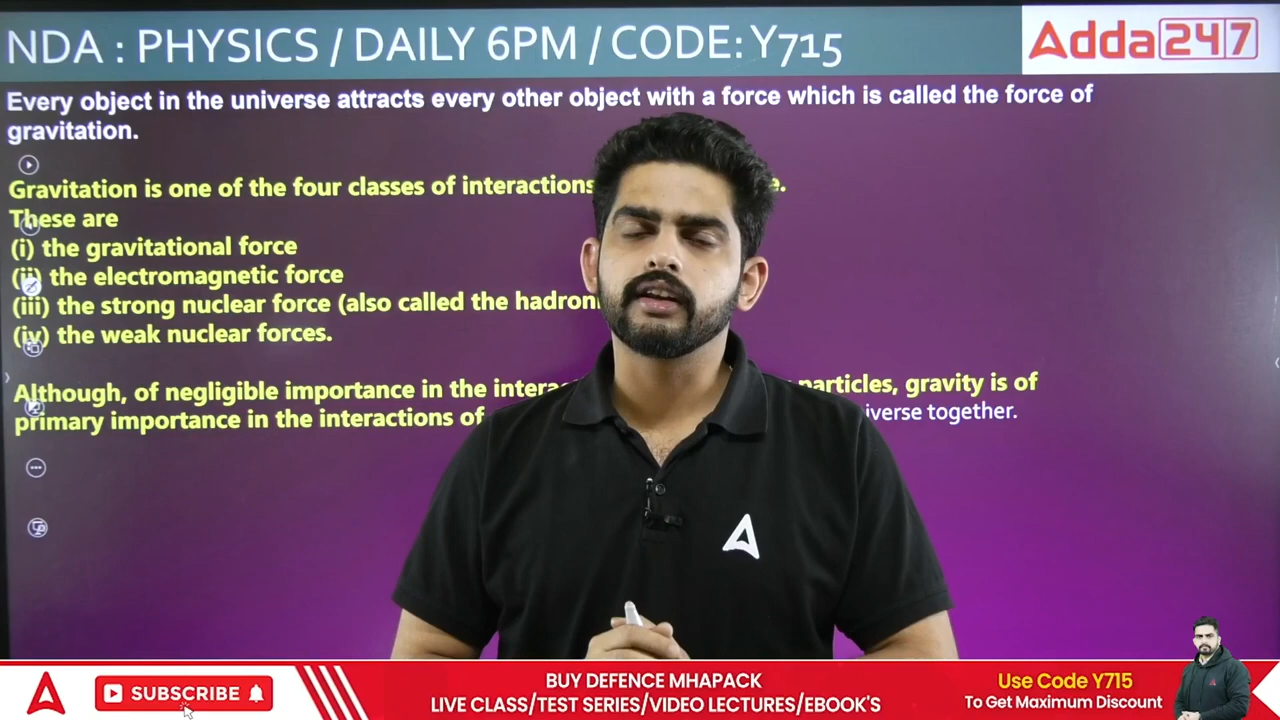 NDA : PHYSICS / DAILY 6PM / CODE: Y715
Adda247
Every object in the universe attracts every other object with a force which is called the force of
gravitation.
Gravitation is one of the four classes of interactions e.
These are
(i) the gravitational force
(ii) the electromagnetic force
(iii) the strong nuclear force (also called the hadron
(iv) the weak nuclear forces.
Although, of negligible importance in the interac particles, gravity is of
primary importance in the interactions of iverse together.
SUBSCRIBE
BUY DEFENCE MHAPACK
LIVE CLASS/TEST SERIES/VIDEO LECTURES/EBOOK'S
Use Code Y715
To Get Maximum Discount